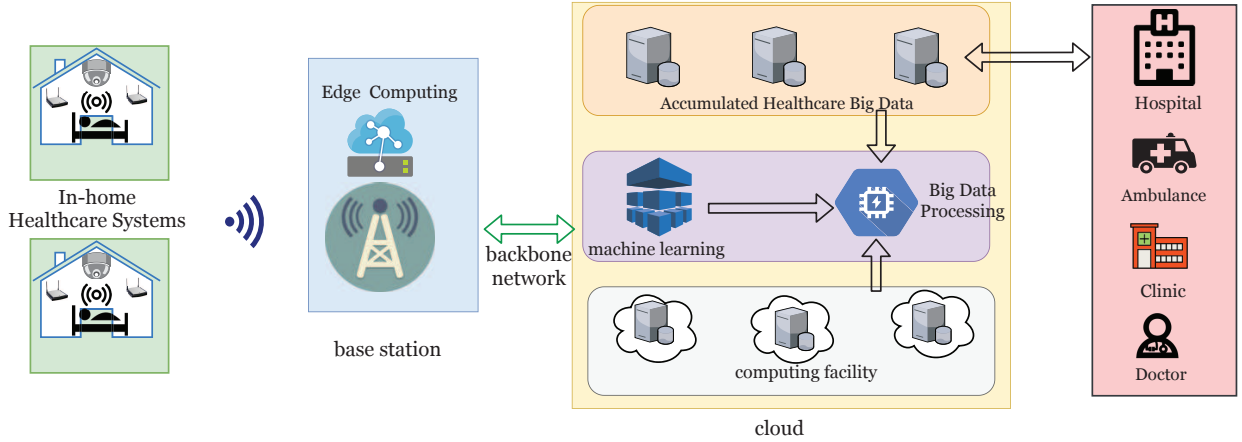 In-home
Healthcare Systems
Edge Computing
base station
backbone
network
Accumulated Healthcare Big Data
machine learning
Big Data
Processing
computing facility
cloud
H
Hospital
Ambulance
Clinic
Doctor